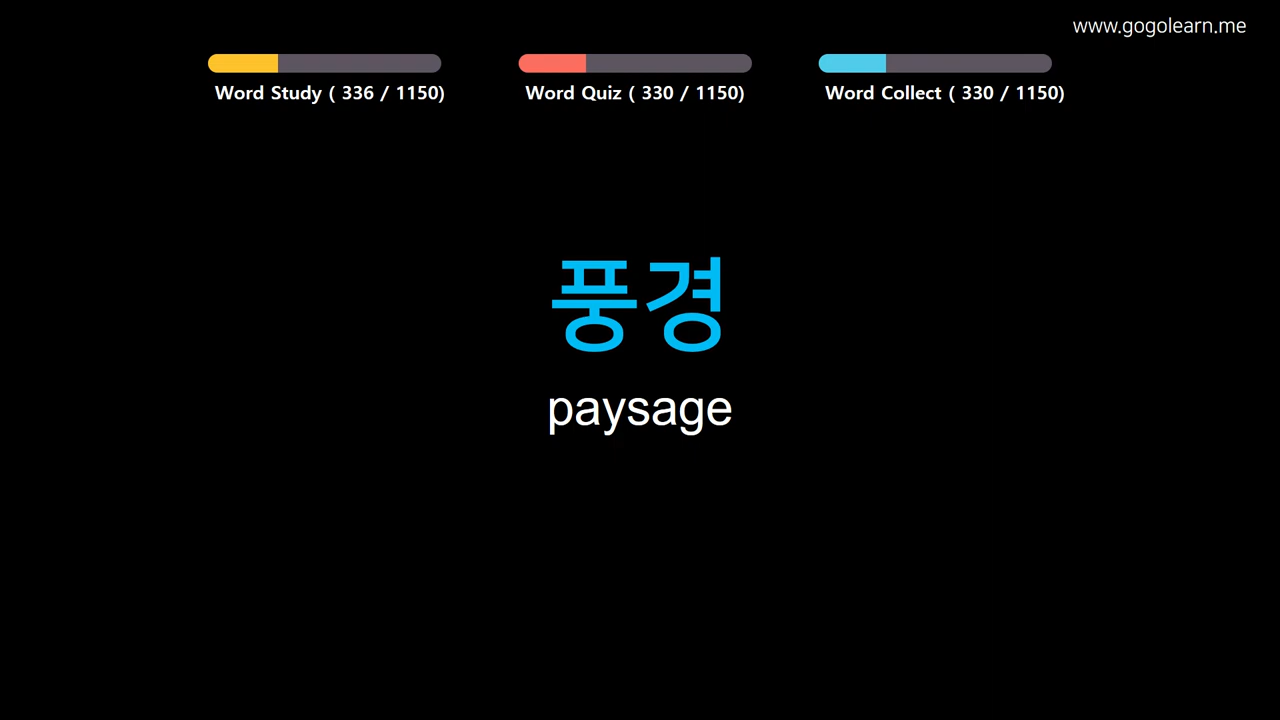 www.gogolearn.me
Word Study ( 336 / 1150)
Word Quiz ( 330 / 1150)
Word Collect ( 330 / 1150)
풍경
paysage